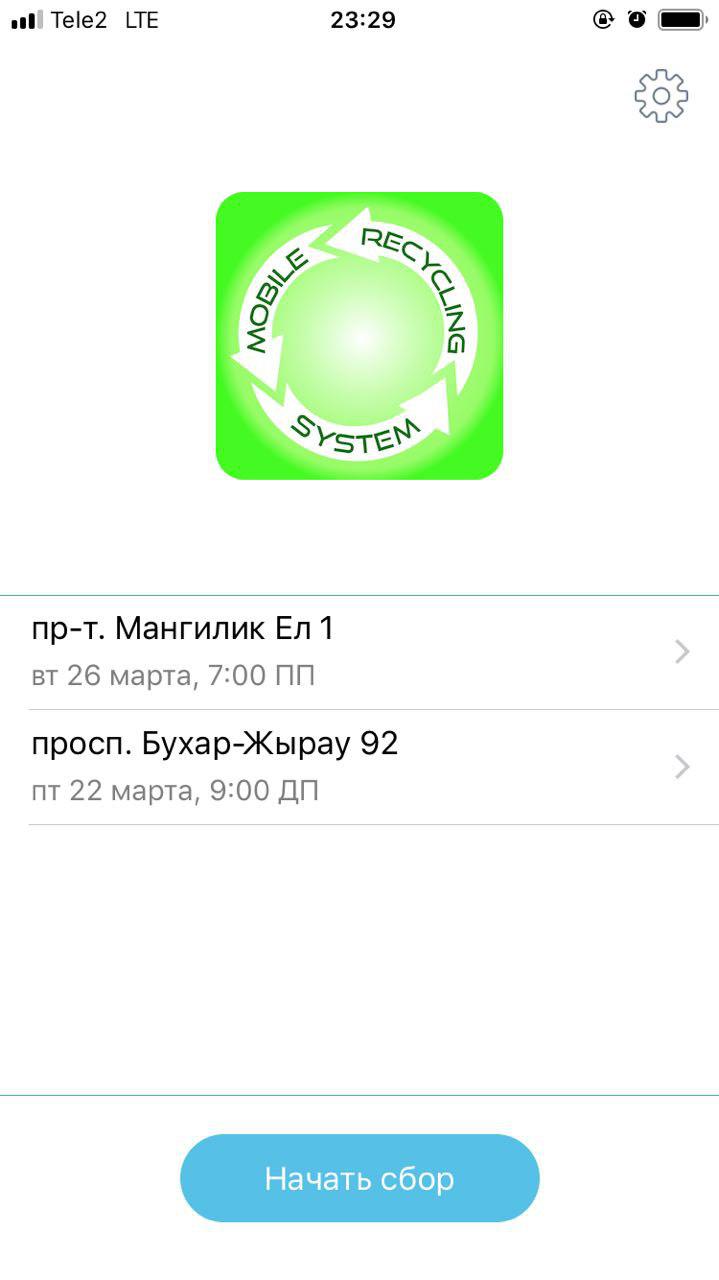 Tele2 LTE 23:29
MOBILE
RECYCLING
SYSTEM
пр-т. Мангилик Ел 1
вт 26 марта, 7:00 ПП
просп. Бухар-Жырау 92
пт 22 марта, 9:00 ДП
Начать сбор